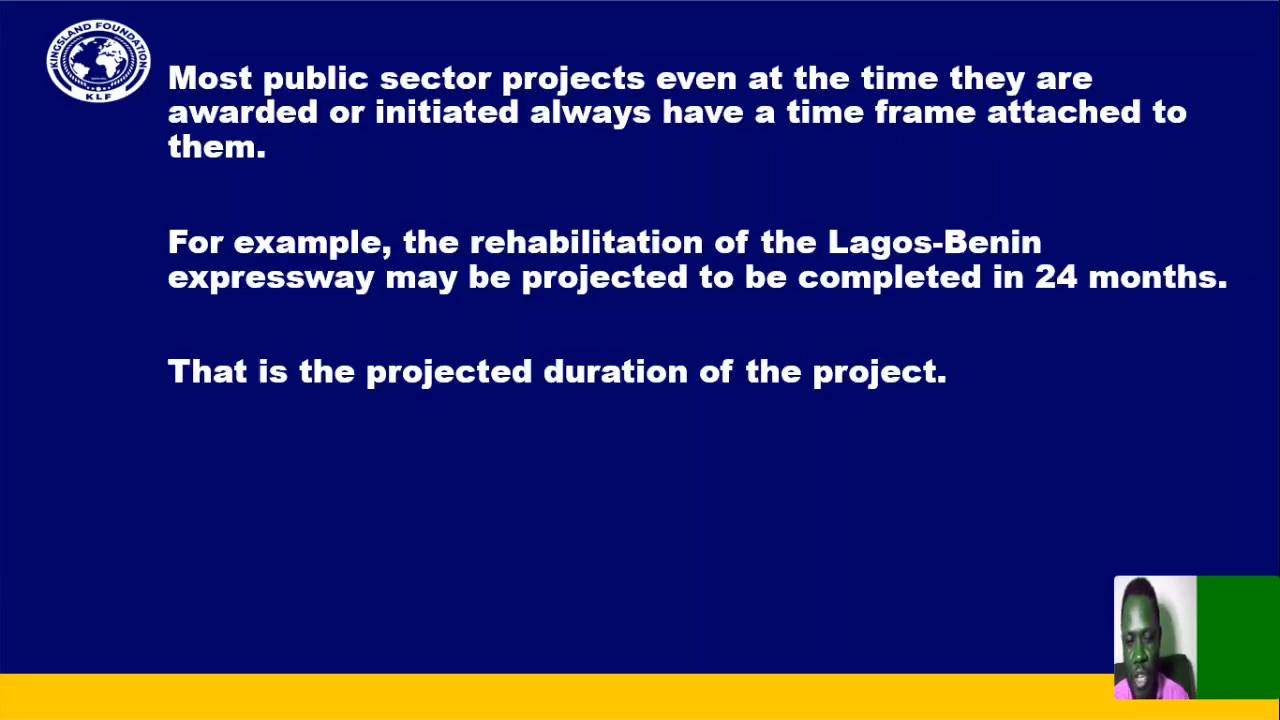 KINGSLAND FOUNDATION
KLF
Most public sector projects even at the time they are
awarded or initiated always have a time frame attached to
them.
For example, the rehabilitation of the Lagos-Benin
expressway may be projected to be completed in 24 months.
That is the projected duration of the project.